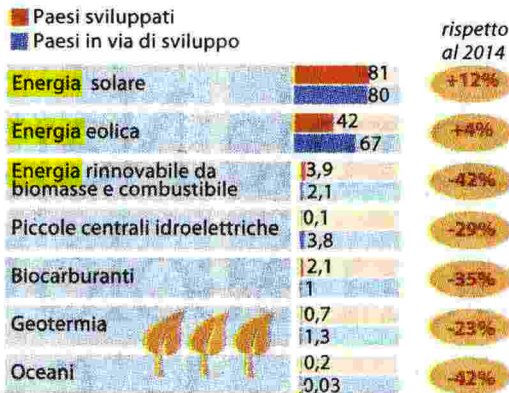 Paesi sviluppati
Paesi in via di sviluppo
rispetto
al 2014
Energia solare
81
80
+12%
Energia eolica
42
67
+4%
Energia rinnovabile da
biomasse e combustibile
3,9
2,1
-42%
Piccole centrali idroelettriche
0,1
3,8
-29%
Biocarburanti
2,1
1
-35%
Geotermia
0,7
1,3
-23%
Oceani
0,2
0,03
-42%